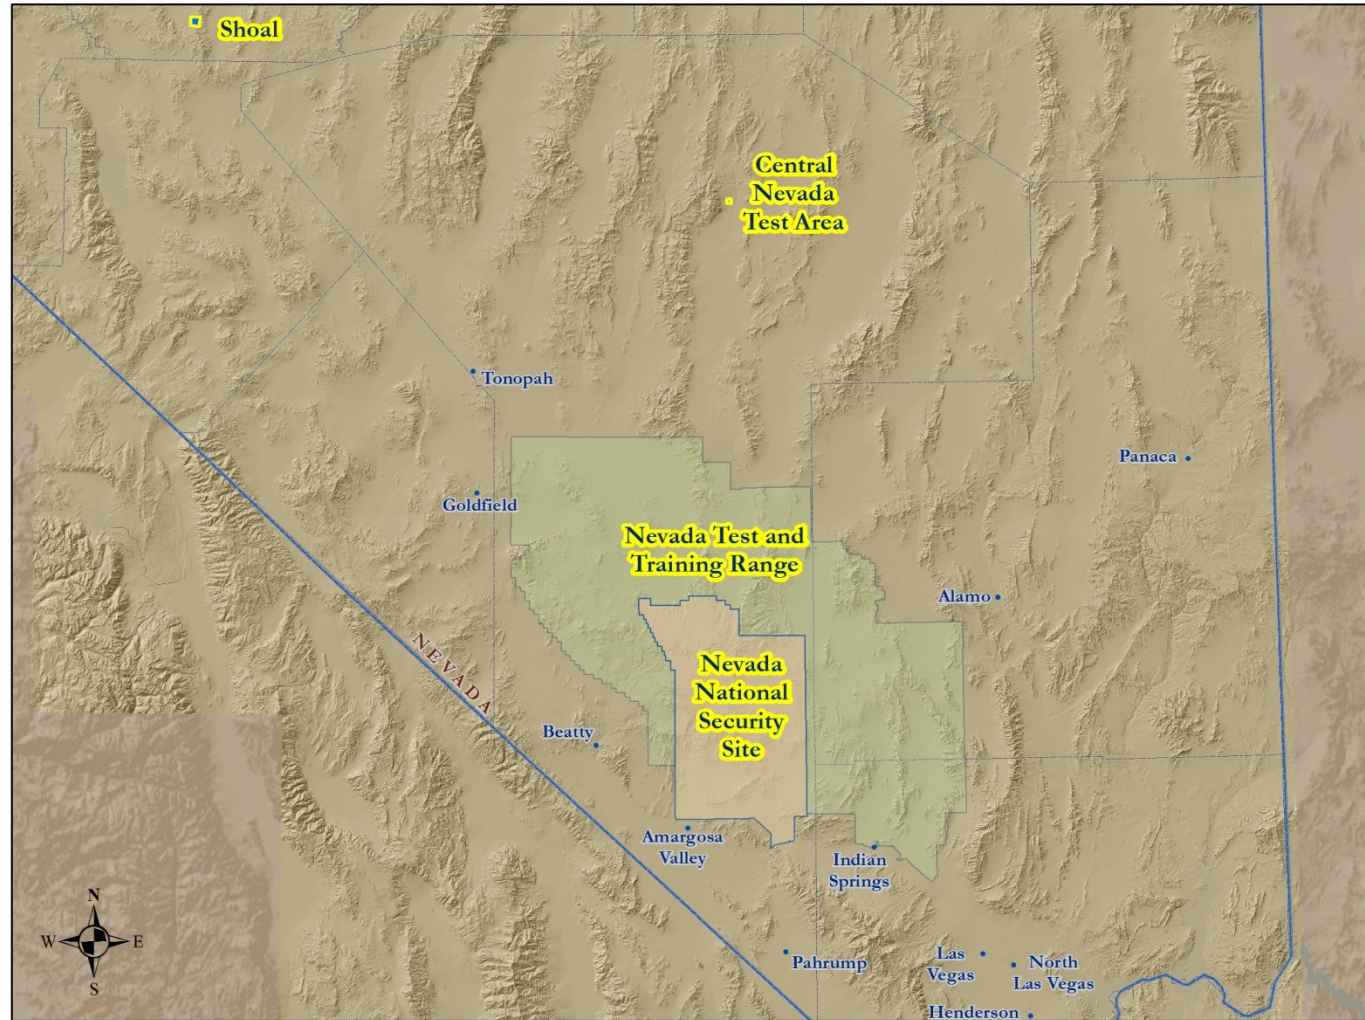 Shoal
Central
Nevada
Test Area
Tonopah
Panaca
Goldfield
Nevada Test and
Training Range
Alamo
NEVADA
Nevada
National
Security
Site
Beatty
Amargosa
Valley
Indian
Springs
N
W
E
S
Pahrump
Las
Vegas
North
Las Vegas
Henderson